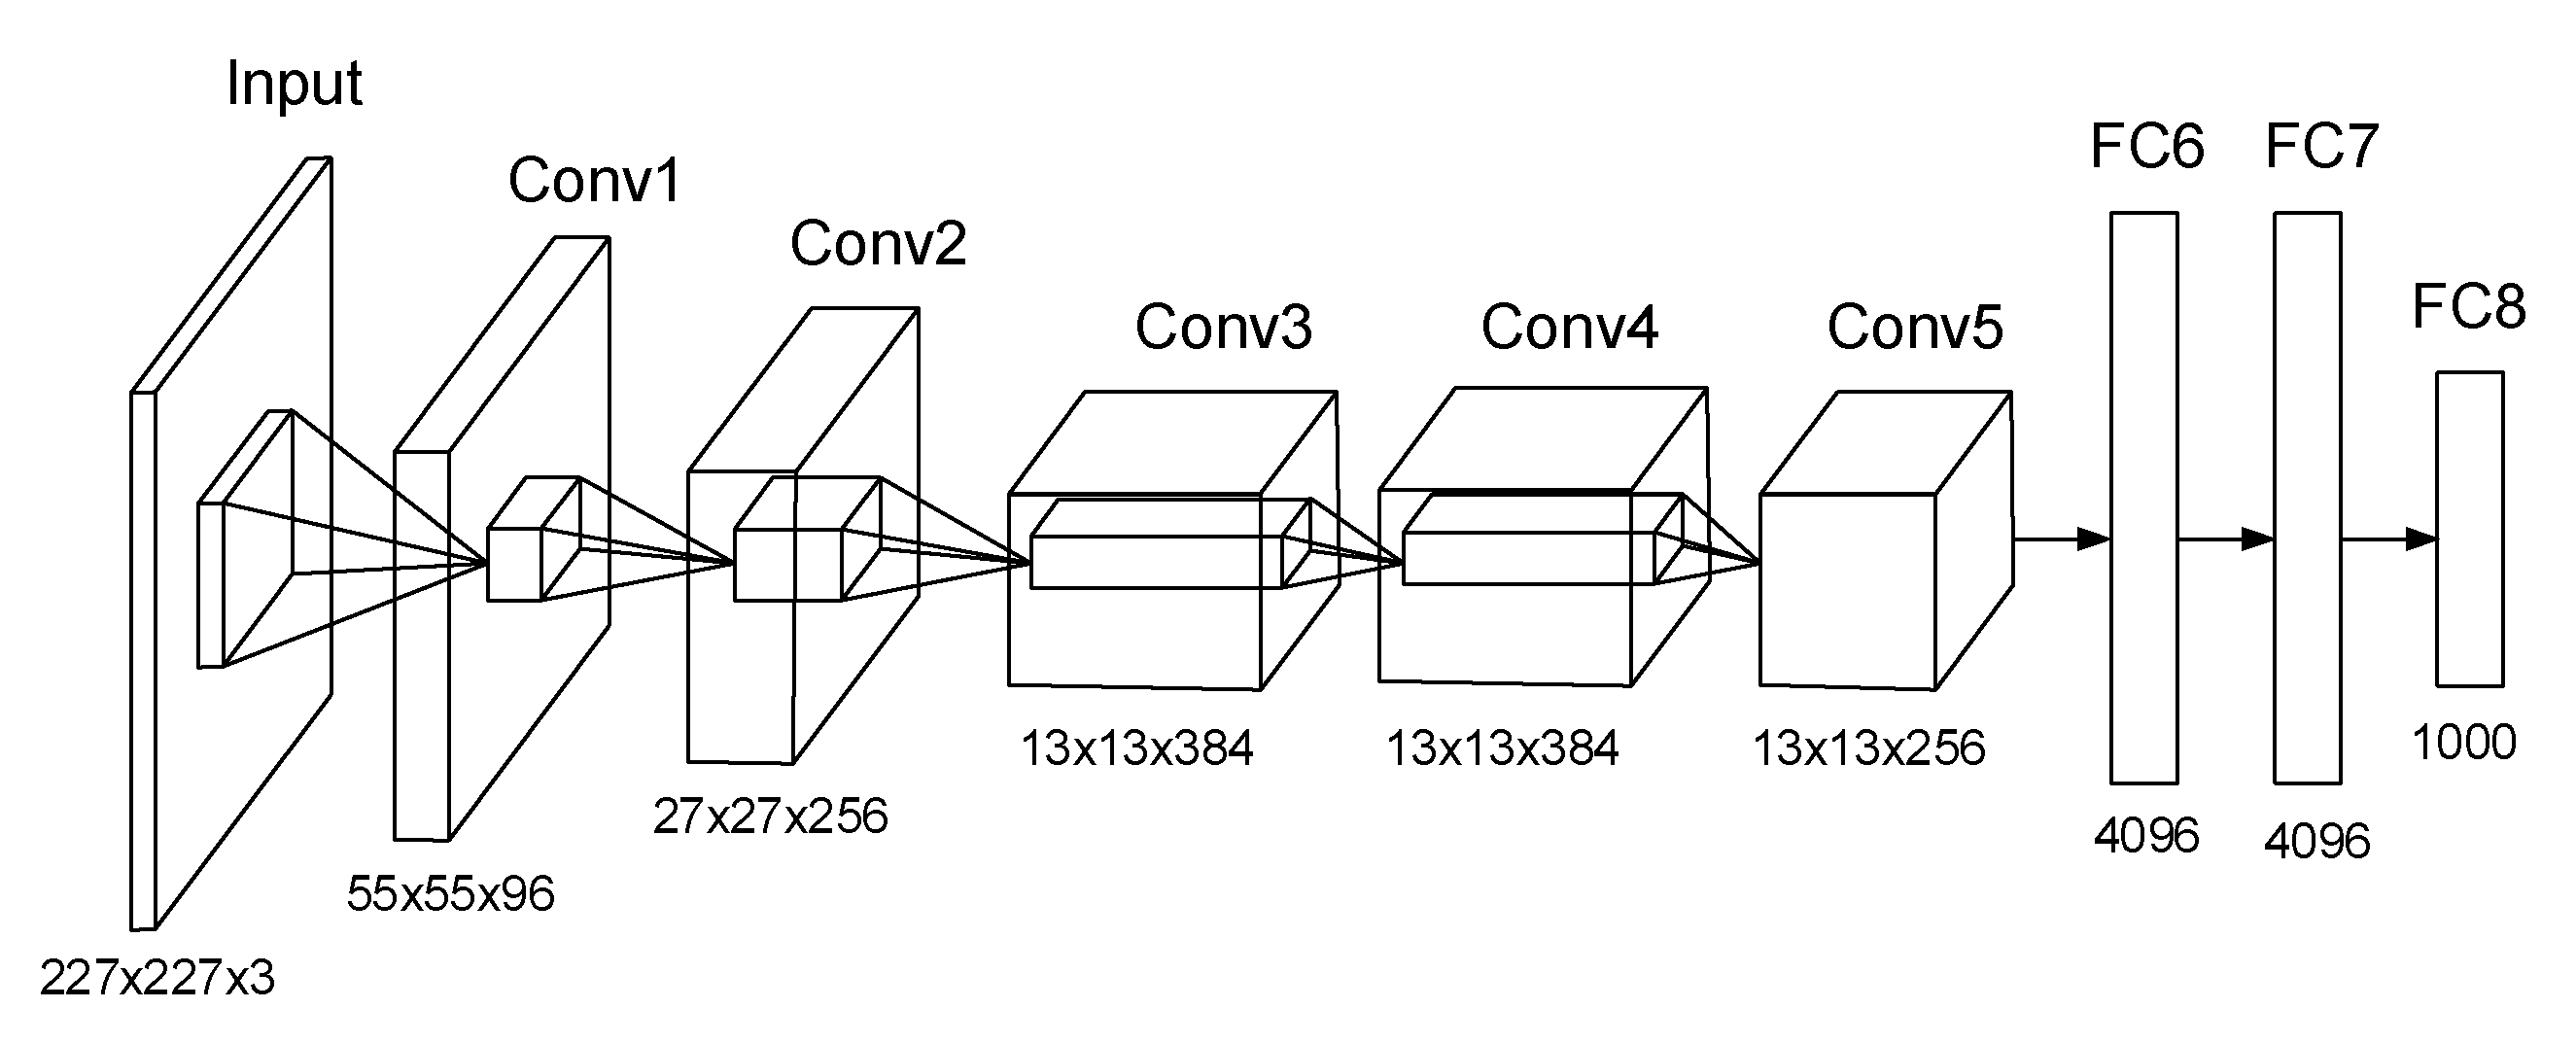 Input
Conv1
Conv2
Conv3
Conv4
Conv5
FC6
FC7
FC8
227x227x3
55x55x96
27x27x256
13x13x384
13x13x384
13x13x256
4096
4096
1000